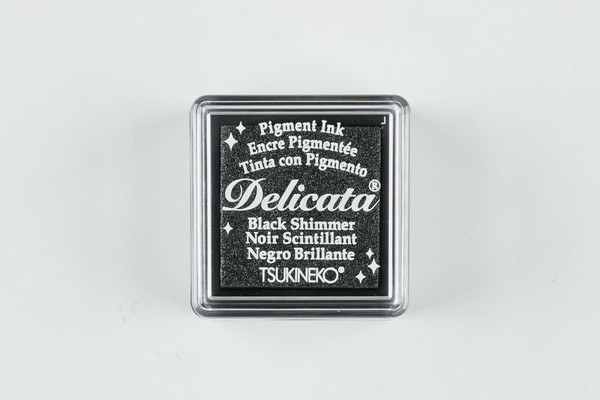 Pigment Ink
Encre Pigmentée
Tinta con Pigmento
Delicata®
Black Shimmer
Noir Scintillant
Negro Brillante
TSUKINEKO®